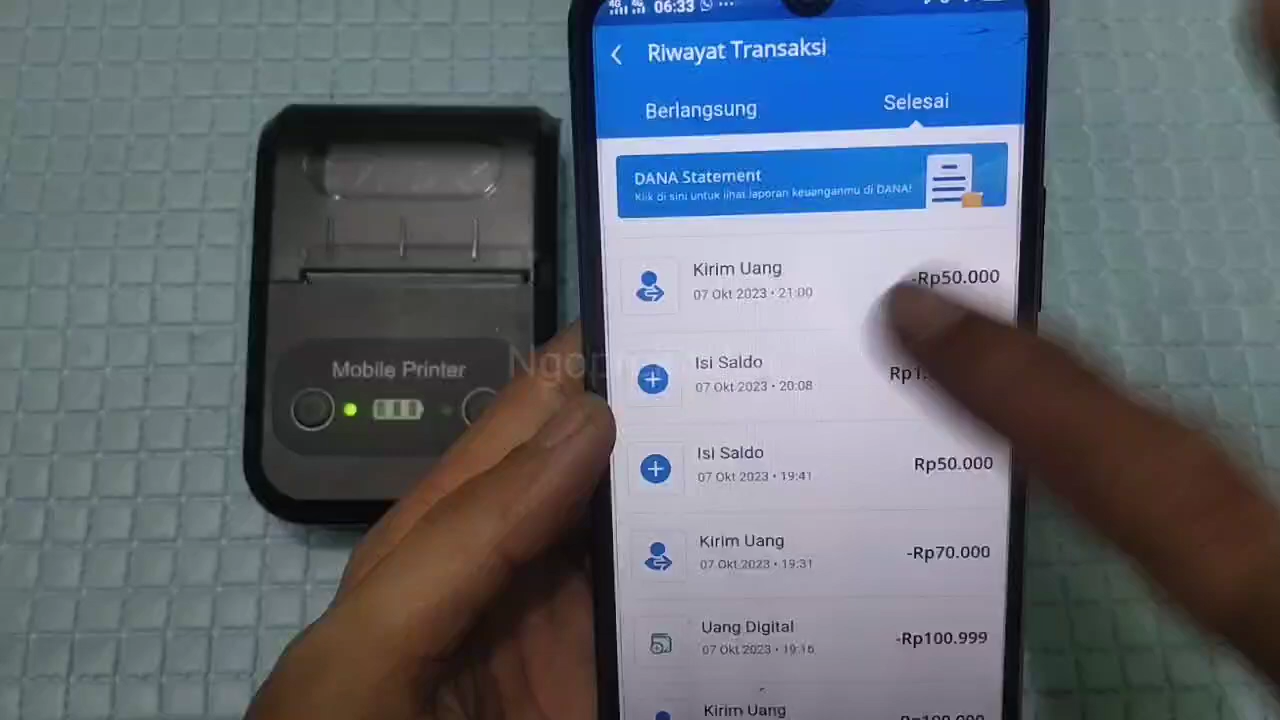 4G 4G 06:33
Riwayat Transaksi
Berlangsung
Selesai
DANA Statement
Klik di sini untuk lihat laporan keuanganmu di DANA!
Kirim Uang
-Rp50.000
07 Okt 2023 • 21:00
Isi Saldo
07 Okt 2023 • 20:08
Isi Saldo
Rp50.000
07 Okt 2023 • 19:41
Kirim Uang
-Rp70.000
07 Okt 2023 • 19:31
Uang Digital
-Rp100.999
07 Okt 2023 • 19:16
Kirim Uang
Mobile Printer